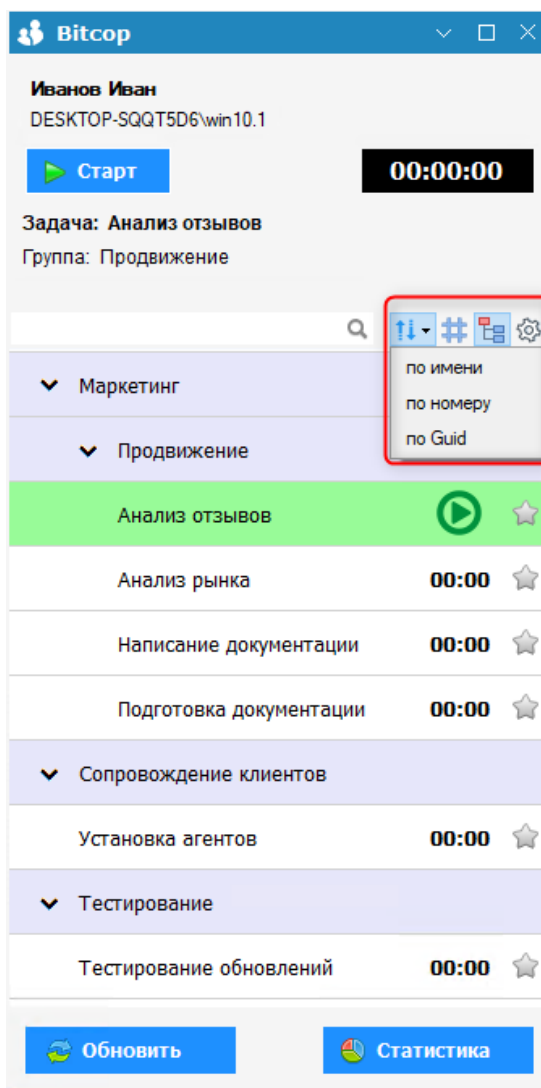 Bitcop
Иванов Иван
DESKTOP-SQQT5D6\win10.1
Старт 00:00:00
Задача: Анализ отзывов
Группа: Продвижение
по имени
по номеру
по Guid
Маркетинг
Продвижение
Анализ отзывов
Анализ рынка 00:00
Написание документации 00:00
Подготовка документации 00:00
Сопровождение клиентов
Установка агентов 00:00
Тестирование
Тестирование обновлений 00:00
Обновить Статистика